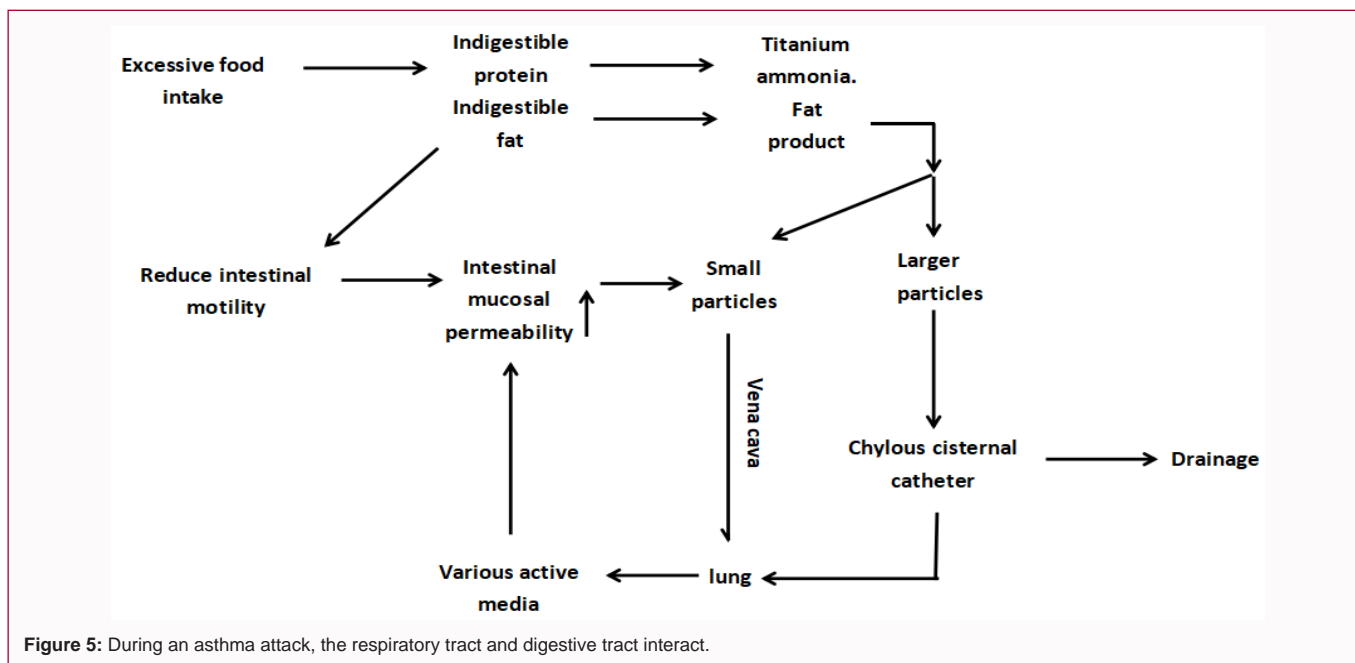 Excessive food
intake
Indigestible
protein
Indigestible
fat
Titanium
ammonia.
Fat
product
Reduce intestinal
motility
Intestinal
mucosal
permeability
Small
particles
Larger
particles
Vena cava
Chylous cisternal
catheter
Drainage
Various active
media
lung
Figure 5: During an asthma attack, the respiratory tract and digestive tract interact.